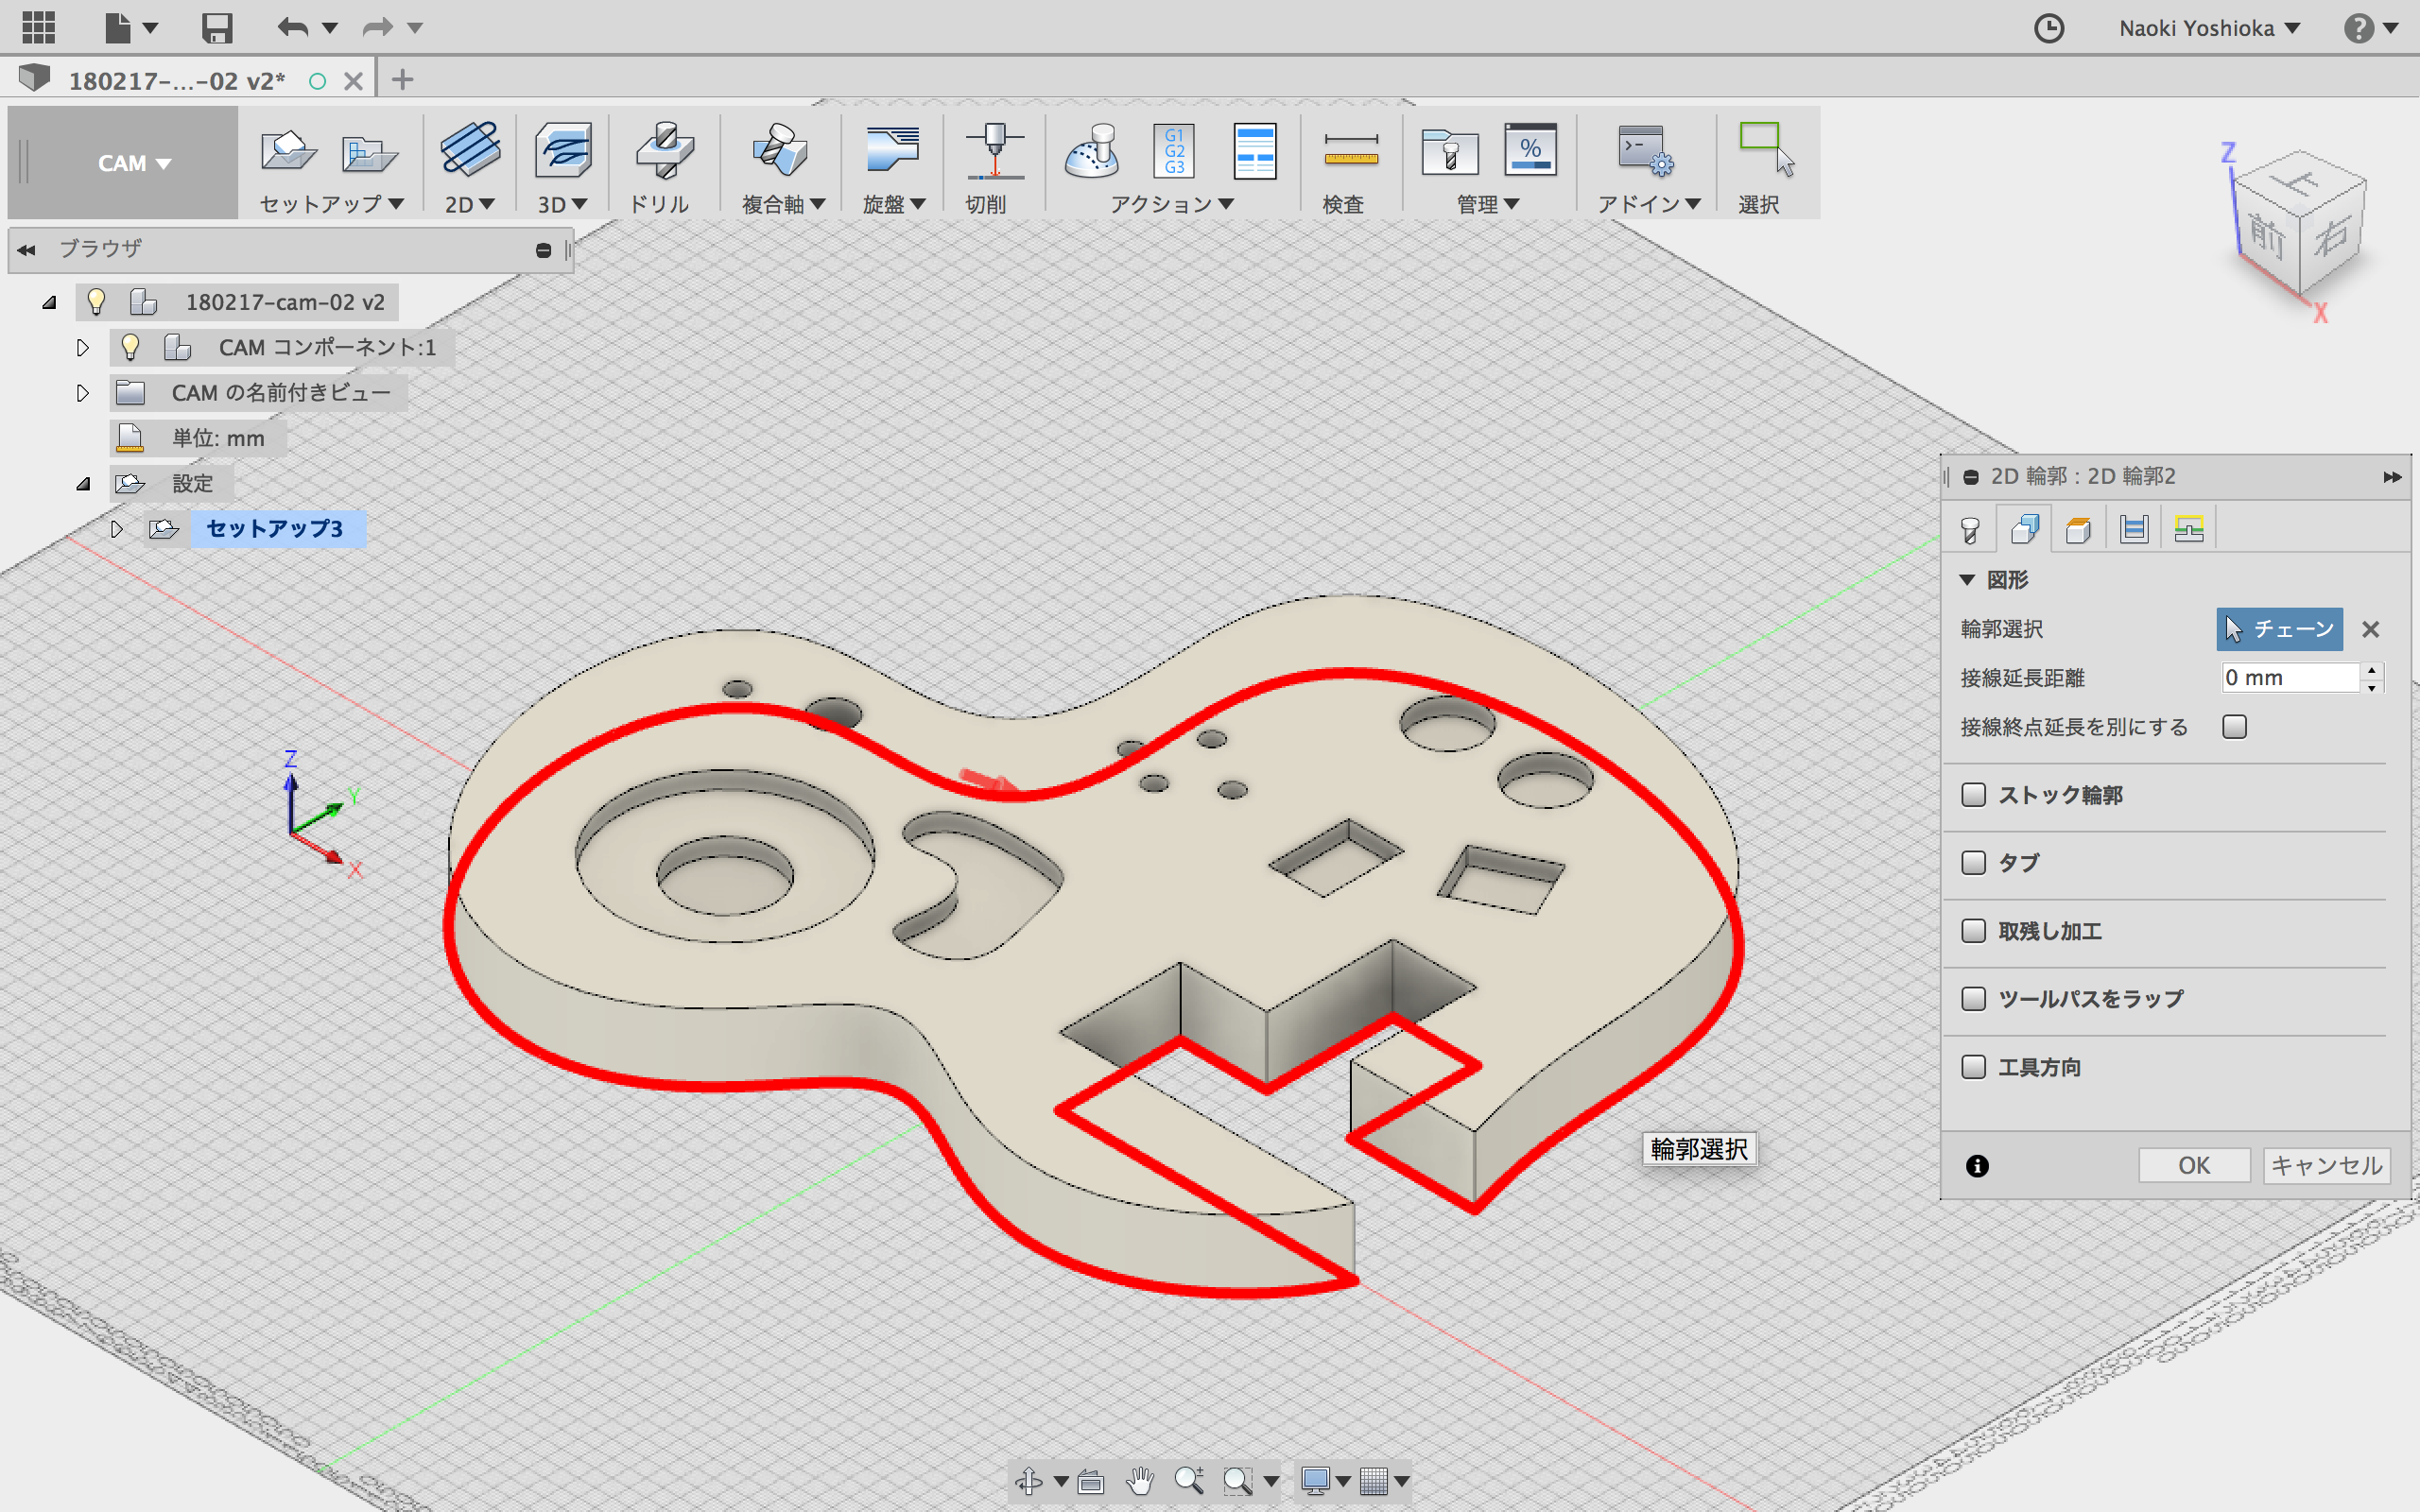 Naoki Yoshioka
180217-...-02 v2*
CAM
セットアップ
2D
3D
ドリル
複合軸
旋盤
切削
G1
G2
G3
アクション
検査
%
管理
アドイン
選択
Z
上
前
右
X
ブラウザ
180217-cam-02 v2
CAM コンポーネント:1
CAM の名前付きビュー
単位: mm
設定
セットアップ3
2D 輪郭 : 2D 輪郭2
図形
輪郭選択
チェーン
接線延長距離
0 mm
接線終点延長を別にする
ストック輪郭
タブ
取残し加工
ツールパスをラップ
工具方向
OK
キャンセル
Z
Y
X
輪郭選択